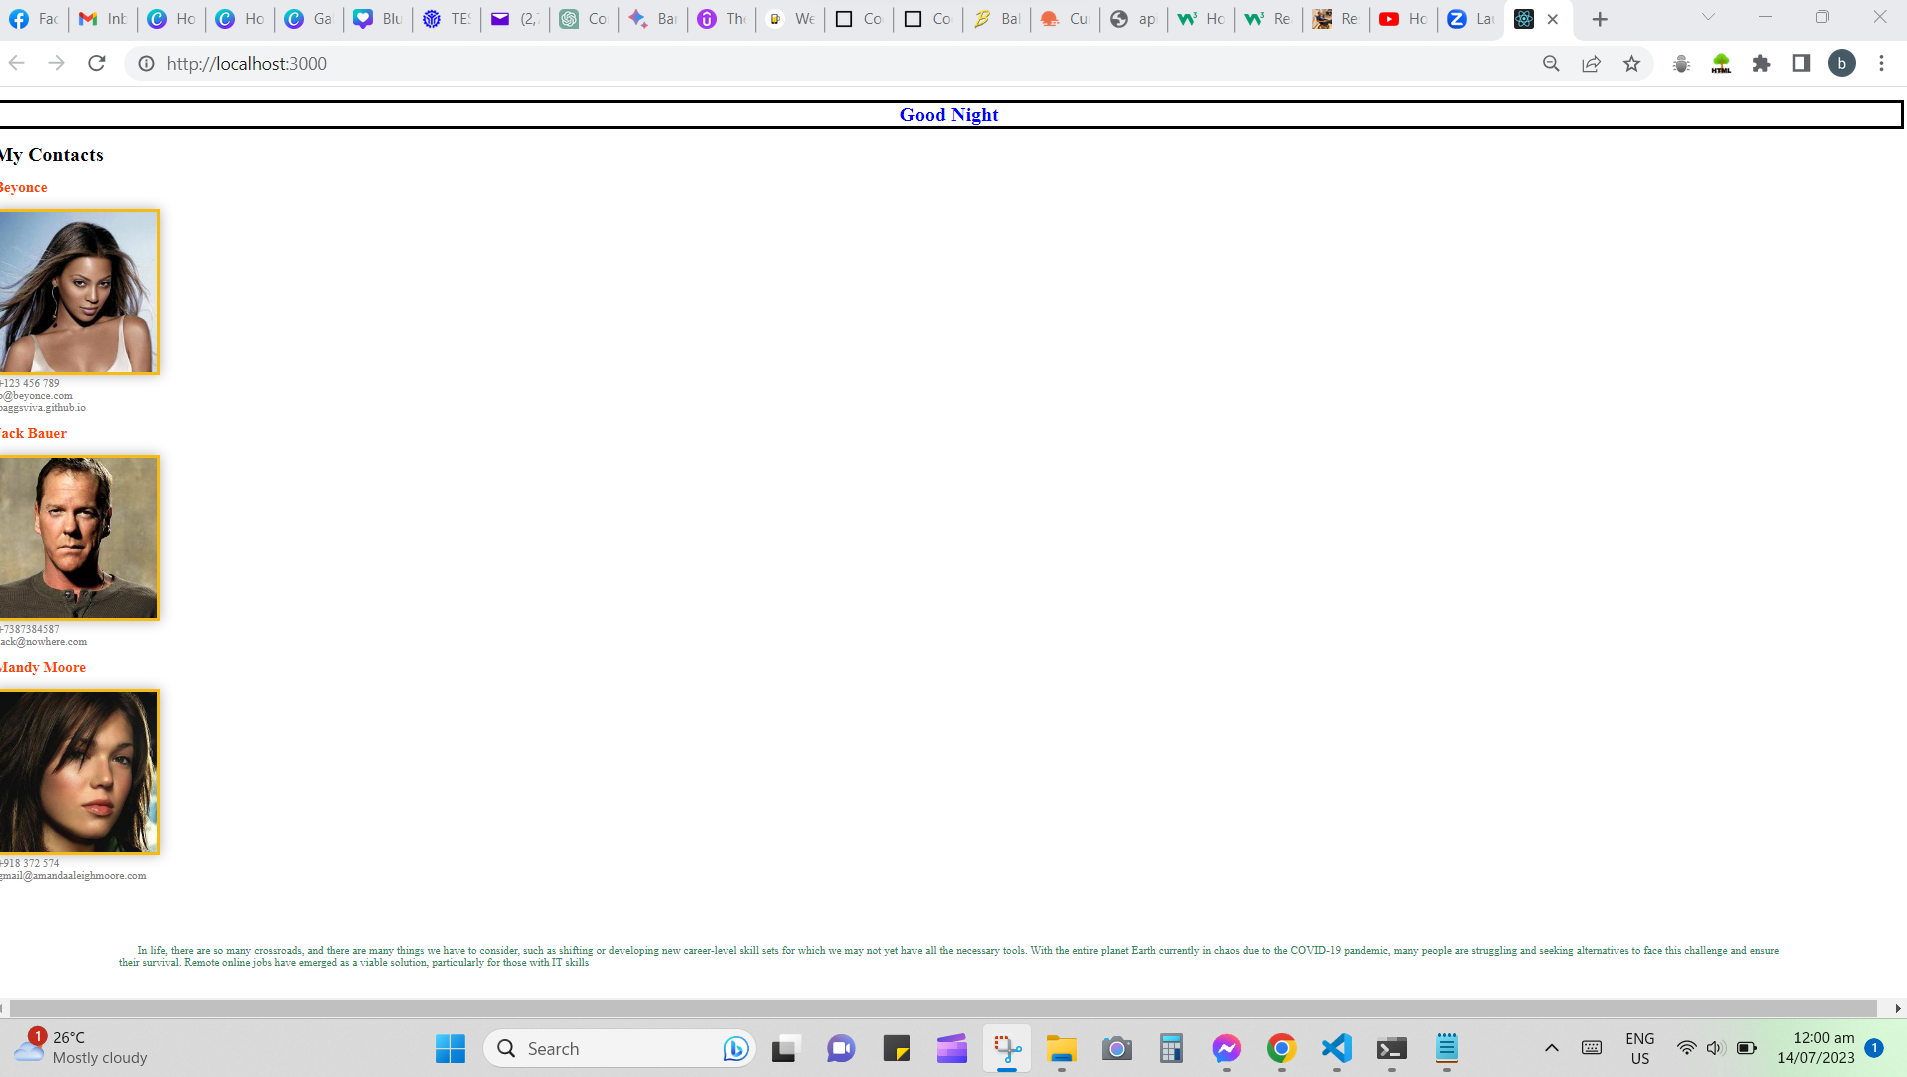 Fac
Inb
Ho
Ho
Ga
Blu
TES
(2,7
Co
Bar
The
We
Co
Co
Bal
Cu
ap
Ho
Re
Re
Ho
Lau
http://localhost:3000
b
HTML
Good Night
My Contacts
Beyonce
+123 456 789
b@beyonce.com
baggsviva.github.io
Jack Bauer
+7387384587
jack@nowhere.com
Mandy Moore
+918 372 574
gmail@amandaaleighmoore.com
In life, there are so many crossroads, and there are many things we have to consider, such as shifting or developing new career-level skill sets for which we may not yet have all the necessary tools. With the entire planet Earth currently in chaos due to the COVID-19 pandemic, many people are struggling and seeking alternatives to face this challenge and ensure
their survival. Remote online jobs have emerged as a viable solution, particularly for those with IT skills
1
26°C
Mostly cloudy
Search
ENG
US
12:00 am
14/07/2023
1